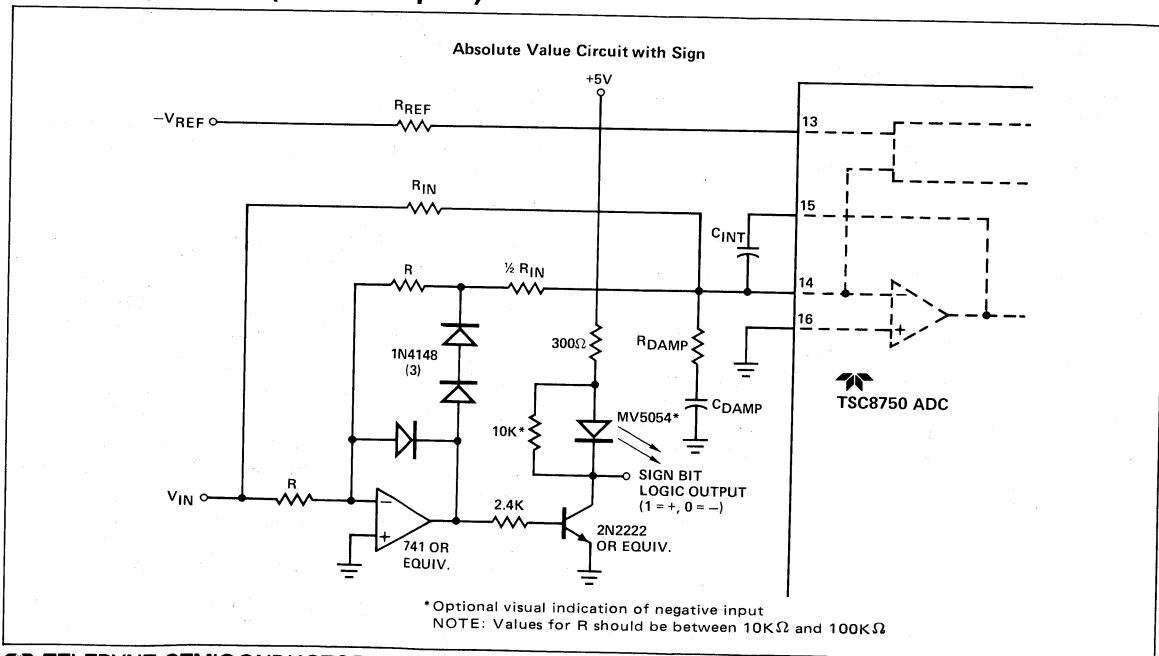 Absolute Value Circuit with Sign
+5V
RREF
−VREF
13
RIN
15
CINT
R
½ RIN
14
16
300Ω
RDAMP
1N4148
(3)
TSC8750 ADC
CDAMP
MV5054*
10K*
SIGN BIT
LOGIC OUTPUT
(1 = +, 0 = −)
VIN
R
2.4K
2N2222
OR EQUIV.
741 OR
EQUIV.
*Optional visual indication of negative input
NOTE: Values for R should be between 10KΩ and 100KΩ